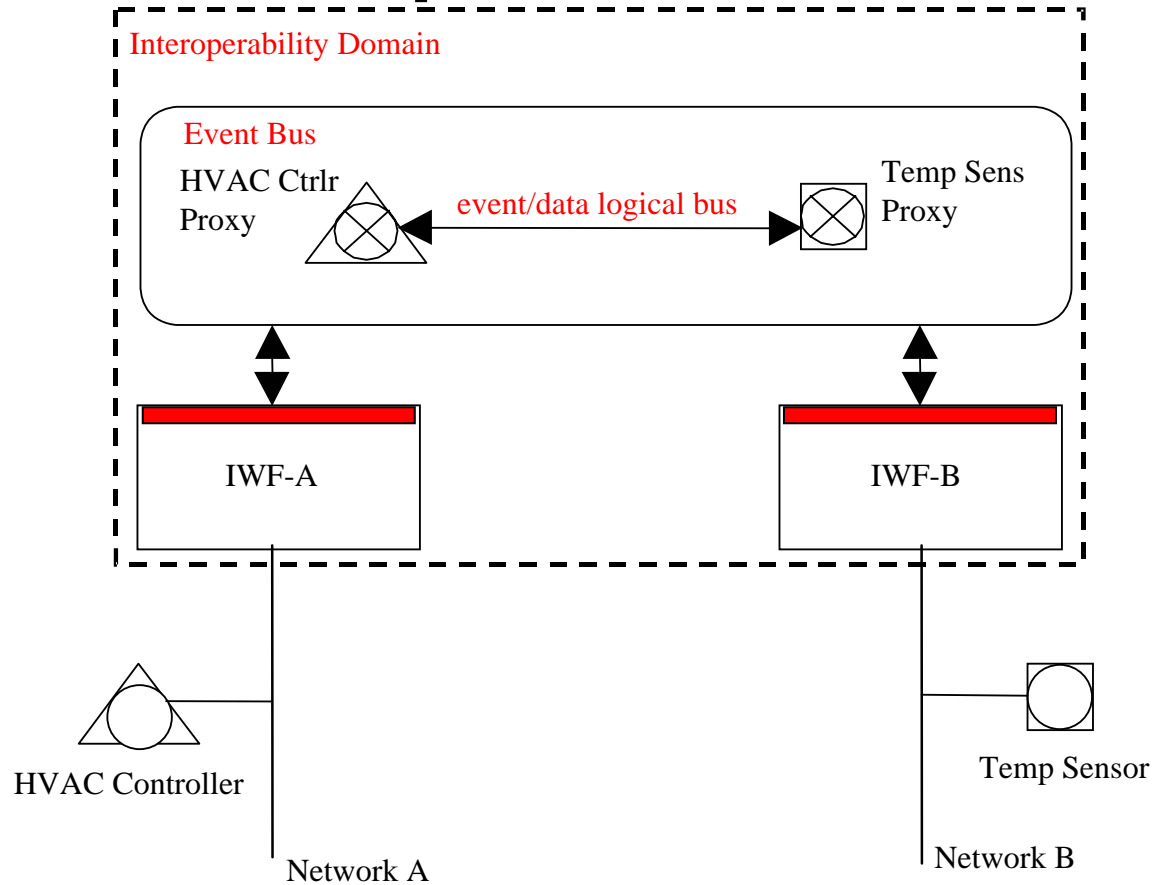 Interoperability Domain
Event Bus
HVAC Ctrlr
Proxy
event/data logical bus
Temp Sens
Proxy
IWF-A
IWF-B
HVAC Controller
Temp Sensor
Network A
Network B